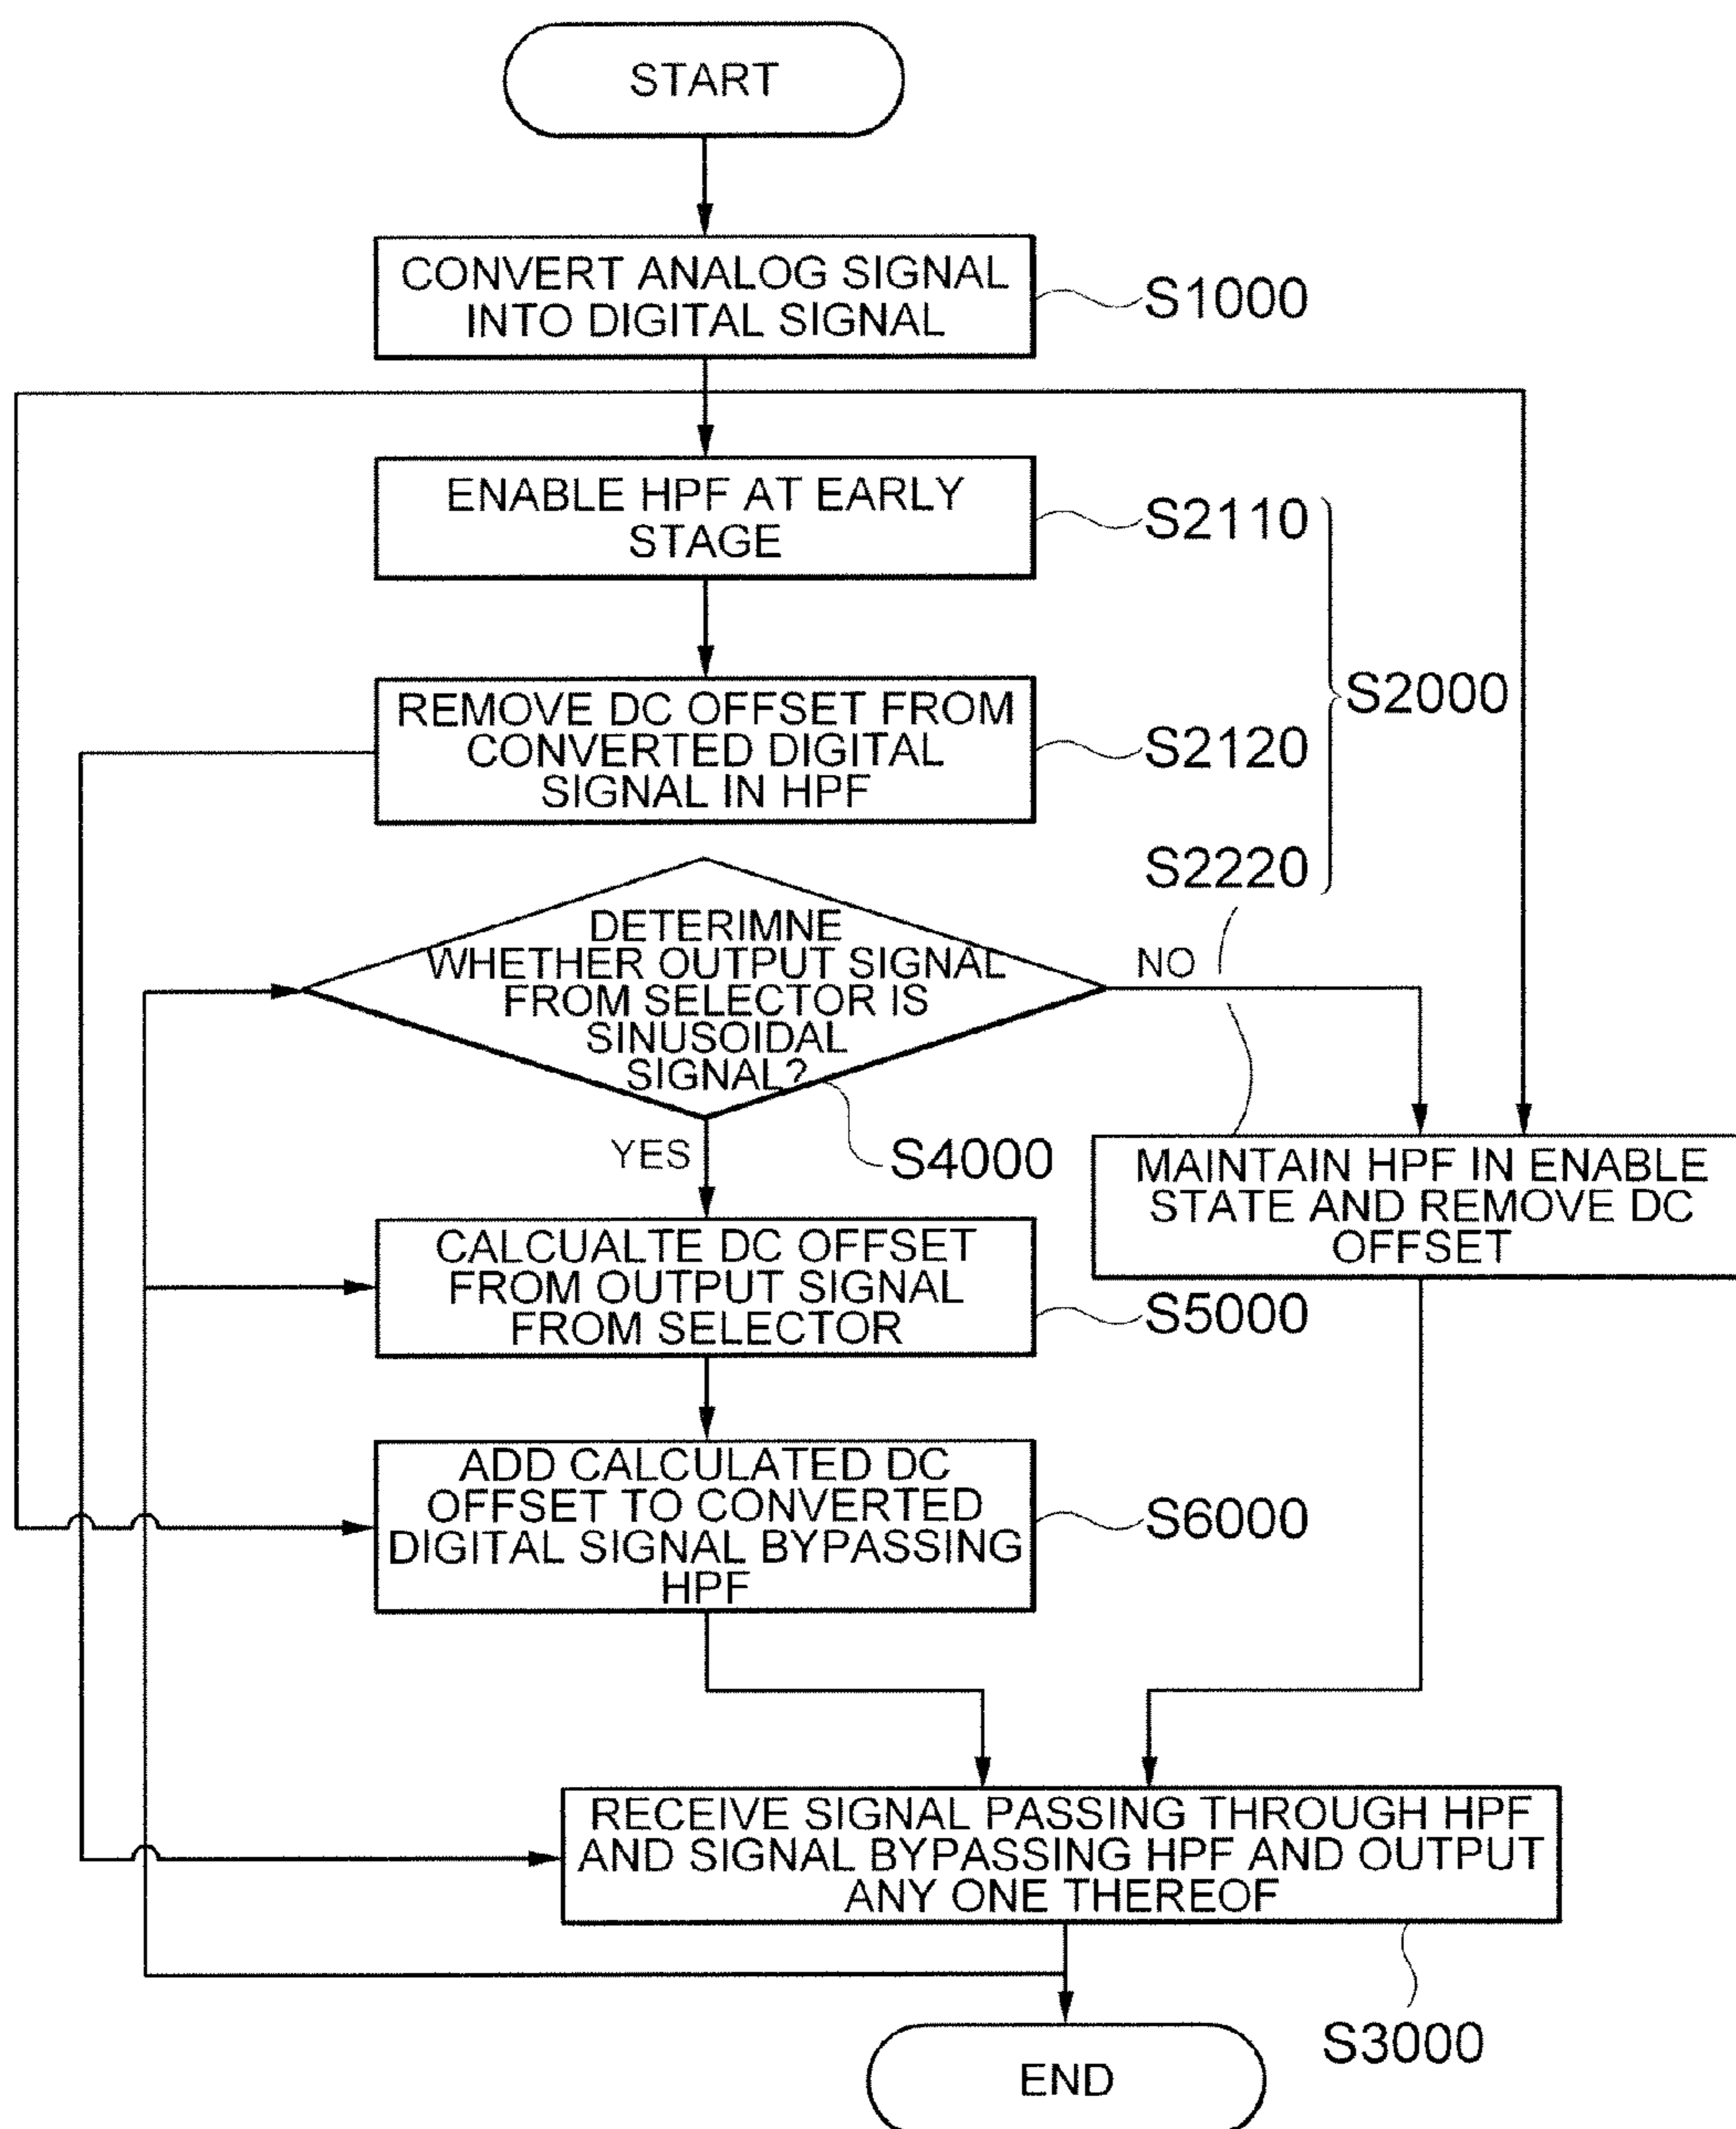 START
CONVERT ANALOG SIGNAL
INTO DIGITAL SIGNAL
S1000
ENABLE HPF AT EARLY
STAGE
S2110
REMOVE DC OFFSET FROM
CONVERTED DIGITAL
SIGNAL IN HPF
S2120
S2000
S2220
DETERIMNE
WHETHER OUTPUT SIGNAL
FROM SELECTOR IS
SINUSOIDAL
SIGNAL?
NO
YES
S4000
MAINTAIN HPF IN ENABLE
STATE AND REMOVE DC
OFFSET
CALCUALTE DC OFFSET
FROM OUTPUT SIGNAL
FROM SELECTOR
S5000
ADD CALCULATED DC
OFFSET TO CONVERTED
DIGITAL SIGNAL BYPASSING
HPF
S6000
RECEIVE SIGNAL PASSING THROUGH HPF
AND SIGNAL BYPASSING HPF AND OUTPUT
ANY ONE THEREOF
S3000
END